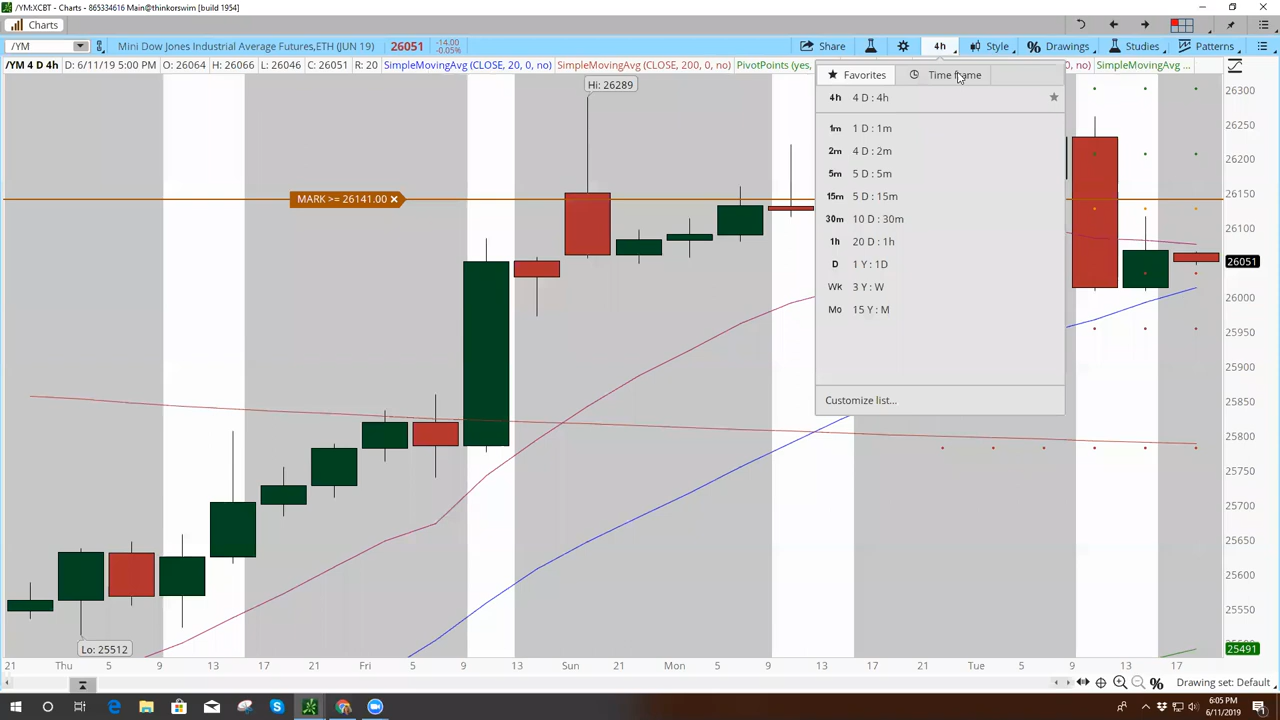 /YM:XCBT - Charts - 865334616 Main@thinkorswim [build 1954]
Charts
/YM
Mini Dow Jones Industrial Average Futures,ETH (JUN 19)
26051
-14.00
-0.05%
Share
4h
Style
Drawings
Studies
Patterns
/YM 4 D 4h
D: 6/11/19 5:00 PM
O: 26064
H: 26066
L: 26046
C: 26051
R: 20
SimpleMovingAvg (CLOSE, 20, 0, no)
SimpleMovingAvg (CLOSE, 200, 0, no)
PivotPoints (yes,
0, no)
SimpleMovingAvg ...
Favorites
Time frame
4h 4 D : 4h
1m 1 D : 1m
2m 4 D : 2m
5m 5 D : 5m
15m 5 D : 15m
30m 10 D : 30m
1h 20 D : 1h
D 1 Y : 1D
Wk 3 Y : W
Mo 15 Y : M
Customize list...
Hi: 26289
MARK >= 26141.00
Lo: 25512
26300
26250
26200
26150
26100
26051
26000
25950
25900
25850
25800
25750
25700
25650
25600
25550
25491
21 Thu 5 9 13 17 21 Fri 5 9 13 Sun 21 Mon 5 9 13 17 21 Tue 5 9 13 17
Drawing set: Default
6:05 PM
6/11/2019